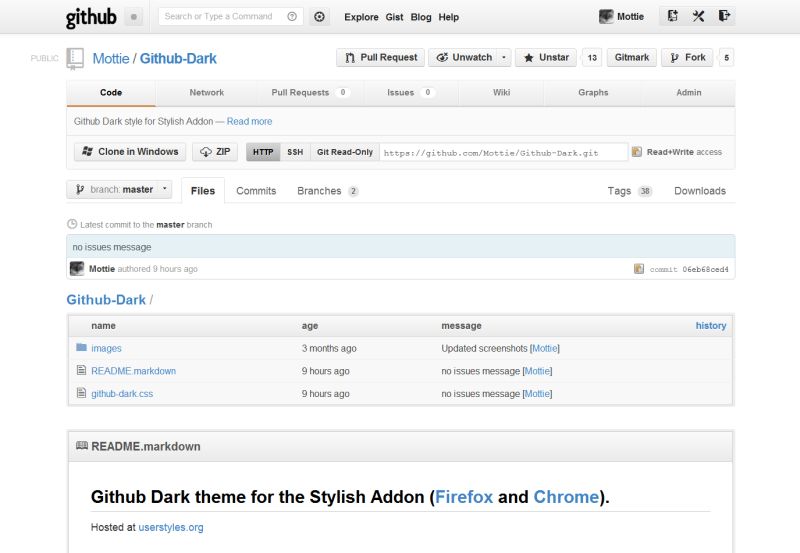 github Search or Type a Command Explore Gist Blog Help Mottie
PUBLIC Mottie / Github-Dark Pull Request Unwatch Unstar 13 Gitmark Fork 5
Code Network Pull Requests 0 Issues 0 Wiki Graphs Admin
Github Dark style for Stylish Addon — Read more
Clone in Windows ZIP HTTP SSH Git Read-Only https://github.com/Mottie/Github-Dark.git Read+Write access
branch: master Files Commits Branches 2 Tags 38 Downloads
Latest commit to the master branch
no issues message
Mottie authored 9 hours ago commit 06eb68ced4
Github-Dark /
name age message history
images 3 months ago Updated screenshots [Mottie]
README.markdown 9 hours ago no issues message [Mottie]
github-dark.css 9 hours ago no issues message [Mottie]
README.markdown
Github Dark theme for the Stylish Addon (Firefox and Chrome).
Hosted at userstyles.org